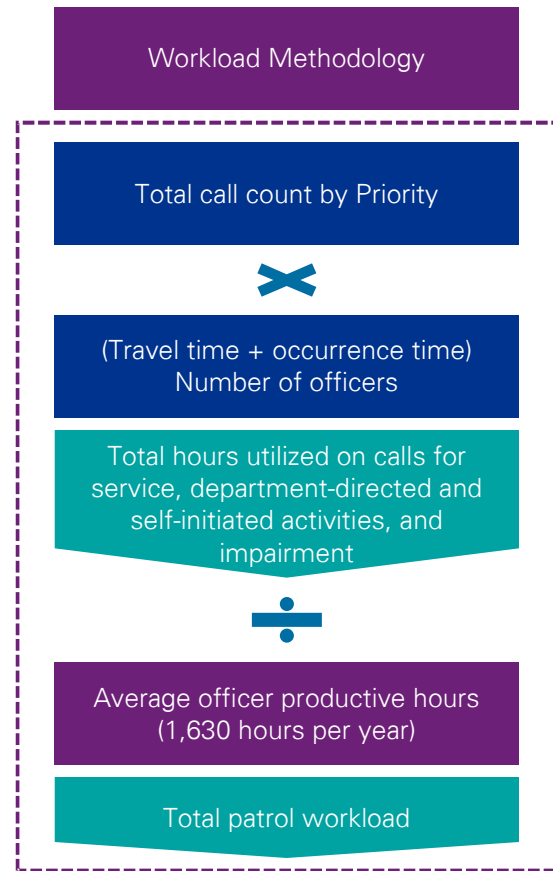 Workload Methodology
Total call count by Priority
(Travel time + occurrence time)
Number of officers
Total hours utilized on calls for
service, department-directed and
self-initiated activities, and
impairment
Average officer productive hours
(1,630 hours per year)
Total patrol workload